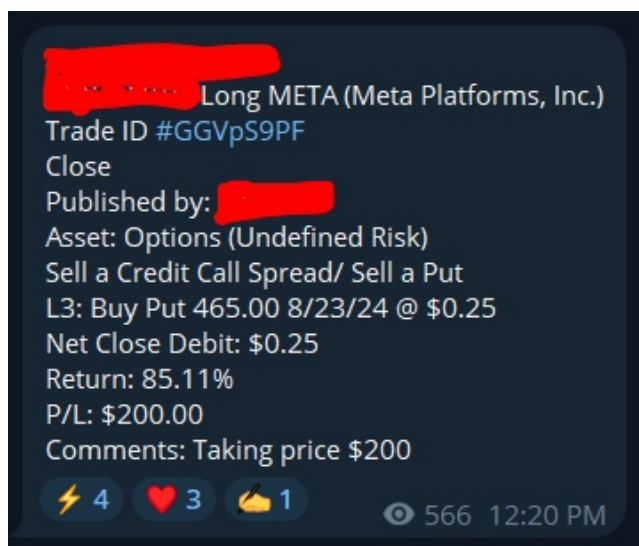 Long META (Meta Platforms, Inc.)
Trade ID #GGVpS9PF
Close
Published by:
Asset: Options (Undefined Risk)
Sell a Credit Call Spread/ Sell a Put
L3: Buy Put 465.00 8/23/24 @ $0.25
Net Close Debit: $0.25
Return: 85.11%
P/L: $200.00
Comments: Taking price $200
⚡ 4 ❤️ 3 ✍️ 1 566 12:20 PM